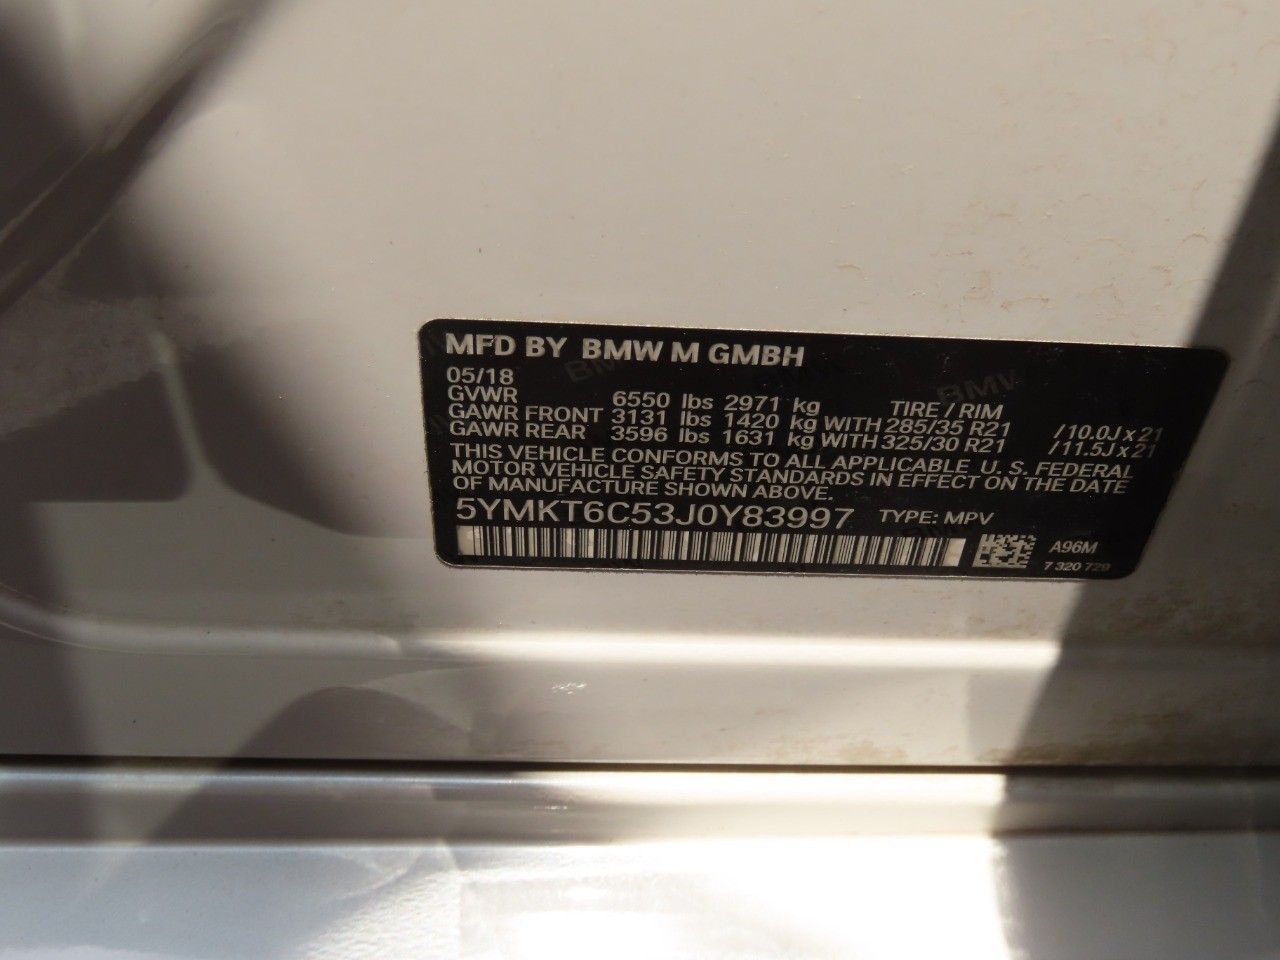 MFD BY BMW M GMBH
05/18
GVWR 6550 lbs 2971 kg TIRE / RIM
GAWR FRONT 3131 lbs 1420 kg WITH 285/35 R21 /10.0J x 21
GAWR REAR 3596 lbs 1631 kg WITH 325/30 R21 /11.5J x 21
THIS VEHICLE CONFORMS TO ALL APPLICABLE U. S. FEDERAL
MOTOR VEHICLE SAFETY STANDARDS IN EFFECT ON THE DATE
OF MANUFACTURE SHOWN ABOVE.
5YMKT6C53J0Y83997 TYPE: MPV
A96M
7 320 729